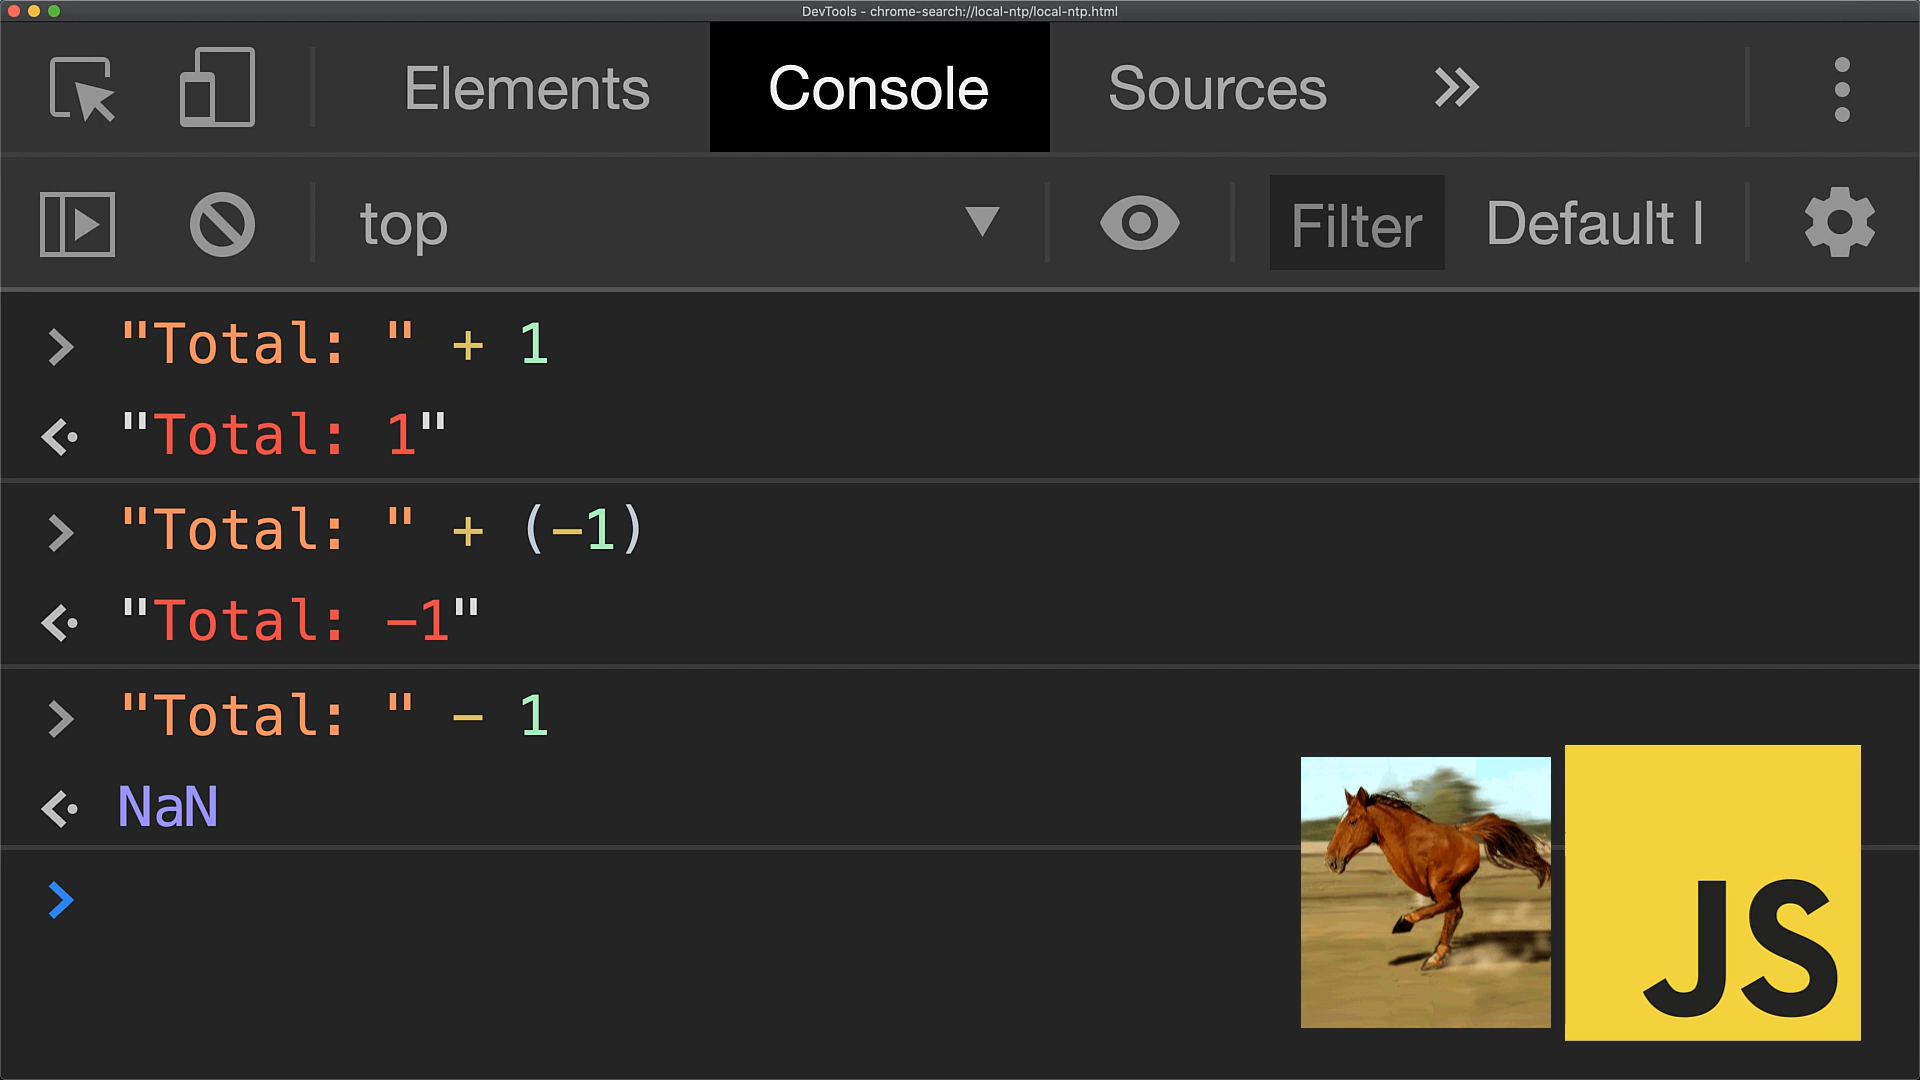 DevTools - chrome-search://local-ntp/local-ntp.html
Elements Console Sources
top Filter Default l
> "Total: " + 1
"Total: 1"
> "Total: " + (-1)
"Total: -1"
> "Total: " - 1
NaN
>
JS